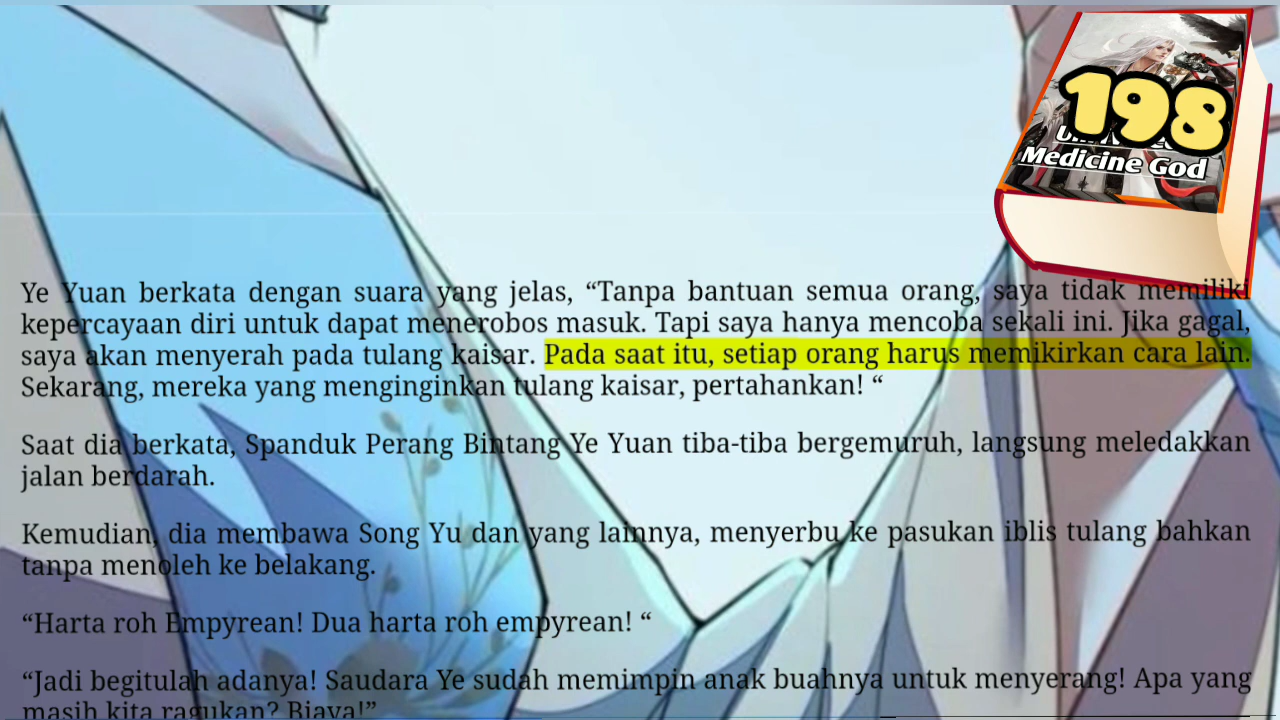 198
Medicine God
Ye Yuan berkata dengan suara yang jelas, “Tanpa bantuan semua orang, saya tidak memiliki
kepercayaan diri untuk dapat menerobos masuk. Tapi saya hanya mencoba sekali ini. Jika gagal,
saya akan menyerah pada tulang kaisar. Pada saat itu, setiap orang harus memikirkan cara lain.
Sekarang, mereka yang menginginkan tulang kaisar, pertahankan! “
Saat dia berkata, Spanduk Perang Bintang Ye Yuan tiba-tiba bergemuruh, langsung meledakkan
jalan berdarah.
Kemudian, dia membawa Song Yu dan yang lainnya, menyerbu ke pasukan iblis tulang bahkan
tanpa menoleh ke belakang.
“Harta roh Empyrean! Dua harta roh empyrean! “
“Jadi begitulah adanya! Saudara Ye sudah memimpin anak buahnya untuk menyerang! Apa yang
masih kita ragukan? Biaya!”